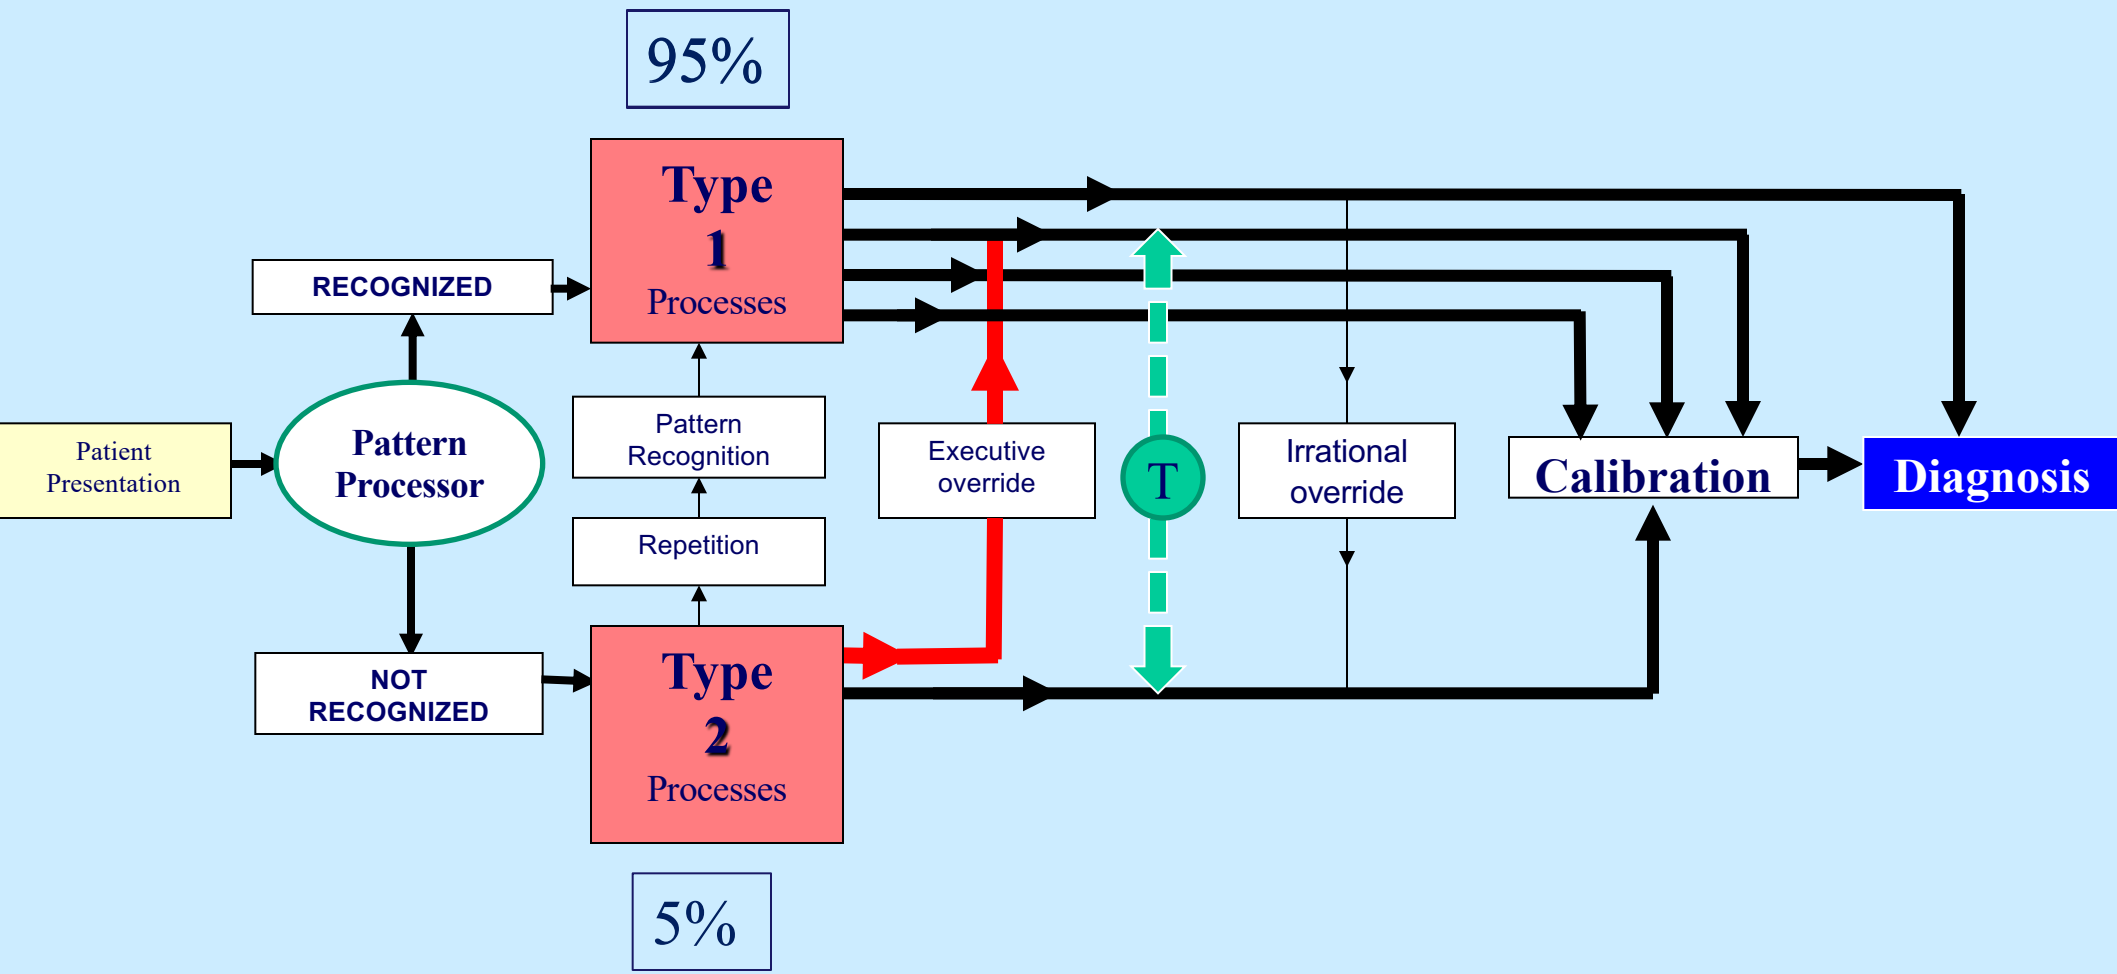 95%
Type
1
Processes
RECOGNIZED
Patient
Presentation
Pattern
Processor
Pattern
Recognition
Repetition
Executive
override
T
Irrational
override
Calibration
Diagnosis
NOT
RECOGNIZED
Type
2
Processes
5%